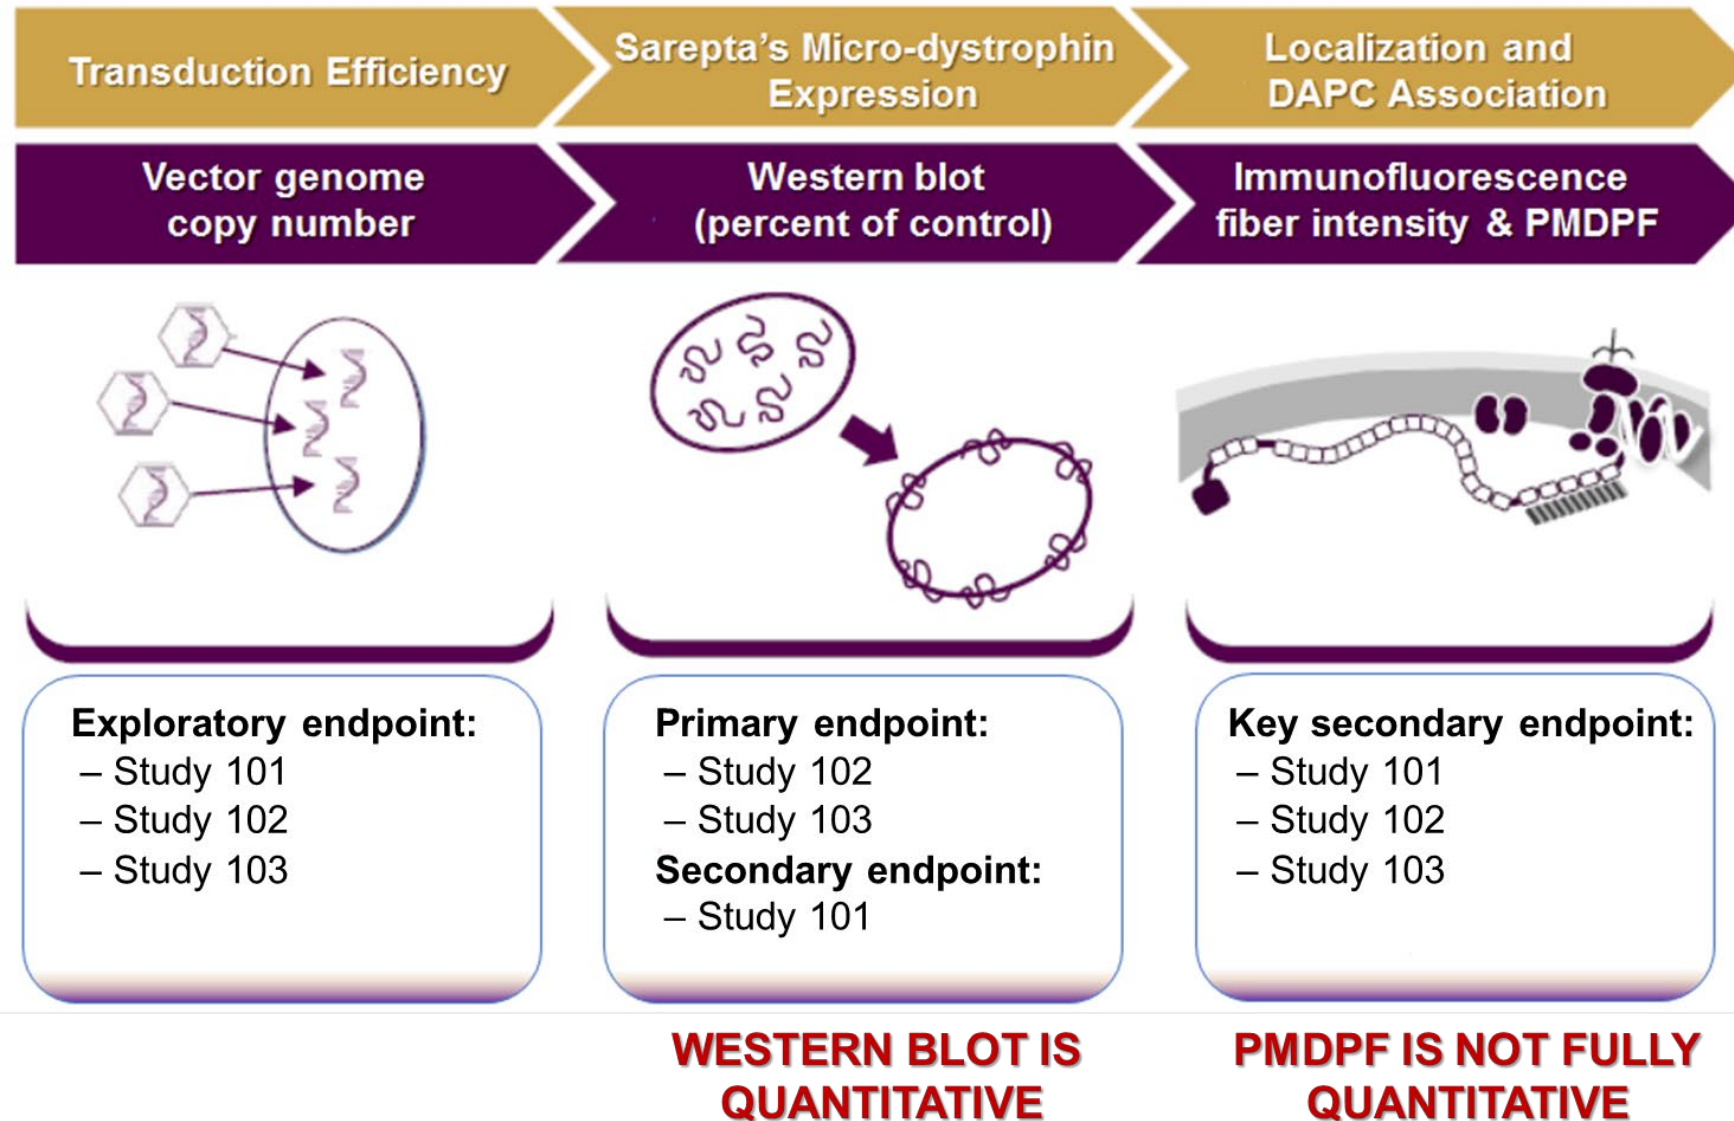 Transduction Efficiency
Sarepta's Micro-dystrophin
Expression
Localization and
DAPC Association
Vector genome
copy number
Western blot
(percent of control)
Immunofluorescence
fiber intensity & PMDPF
Exploratory endpoint:
– Study 101
– Study 102
– Study 103
Primary endpoint:
– Study 102
– Study 103
Secondary endpoint:
– Study 101
Key secondary endpoint:
– Study 101
– Study 102
– Study 103
WESTERN BLOT IS
QUANTITATIVE
PMDPF IS NOT FULLY
QUANTITATIVE